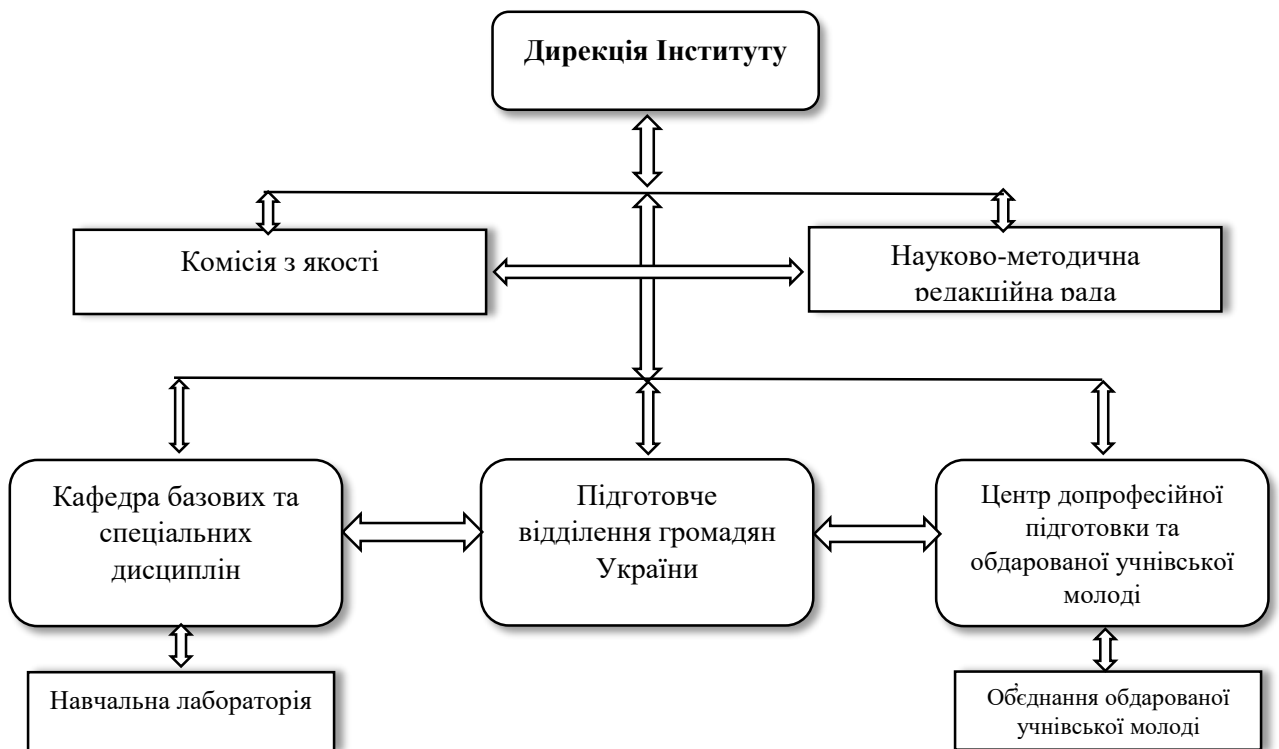 Дирекція Інституту
Комісія з якості
Науково-методична
редакційна рада
Кафедра базових та
спеціальних
дисциплін
Підготовче
відділення громадян
України
Центр допрофесійної
підготовки та
обдарованої учнівської
молоді
Навчальна лабораторія
Об'єднання обдарованої
учнівської молоді